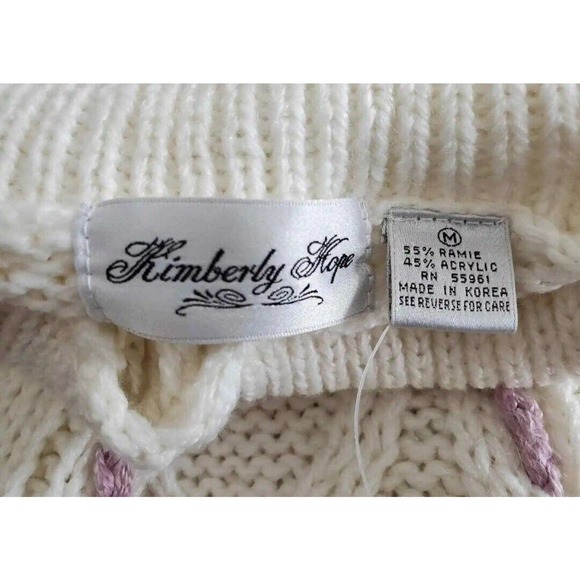 Kimberly Hope
M
55% RAMIE
45% ACRYLIC
RN 55961
MADE IN KOREA
SEE REVERSE FOR CARE